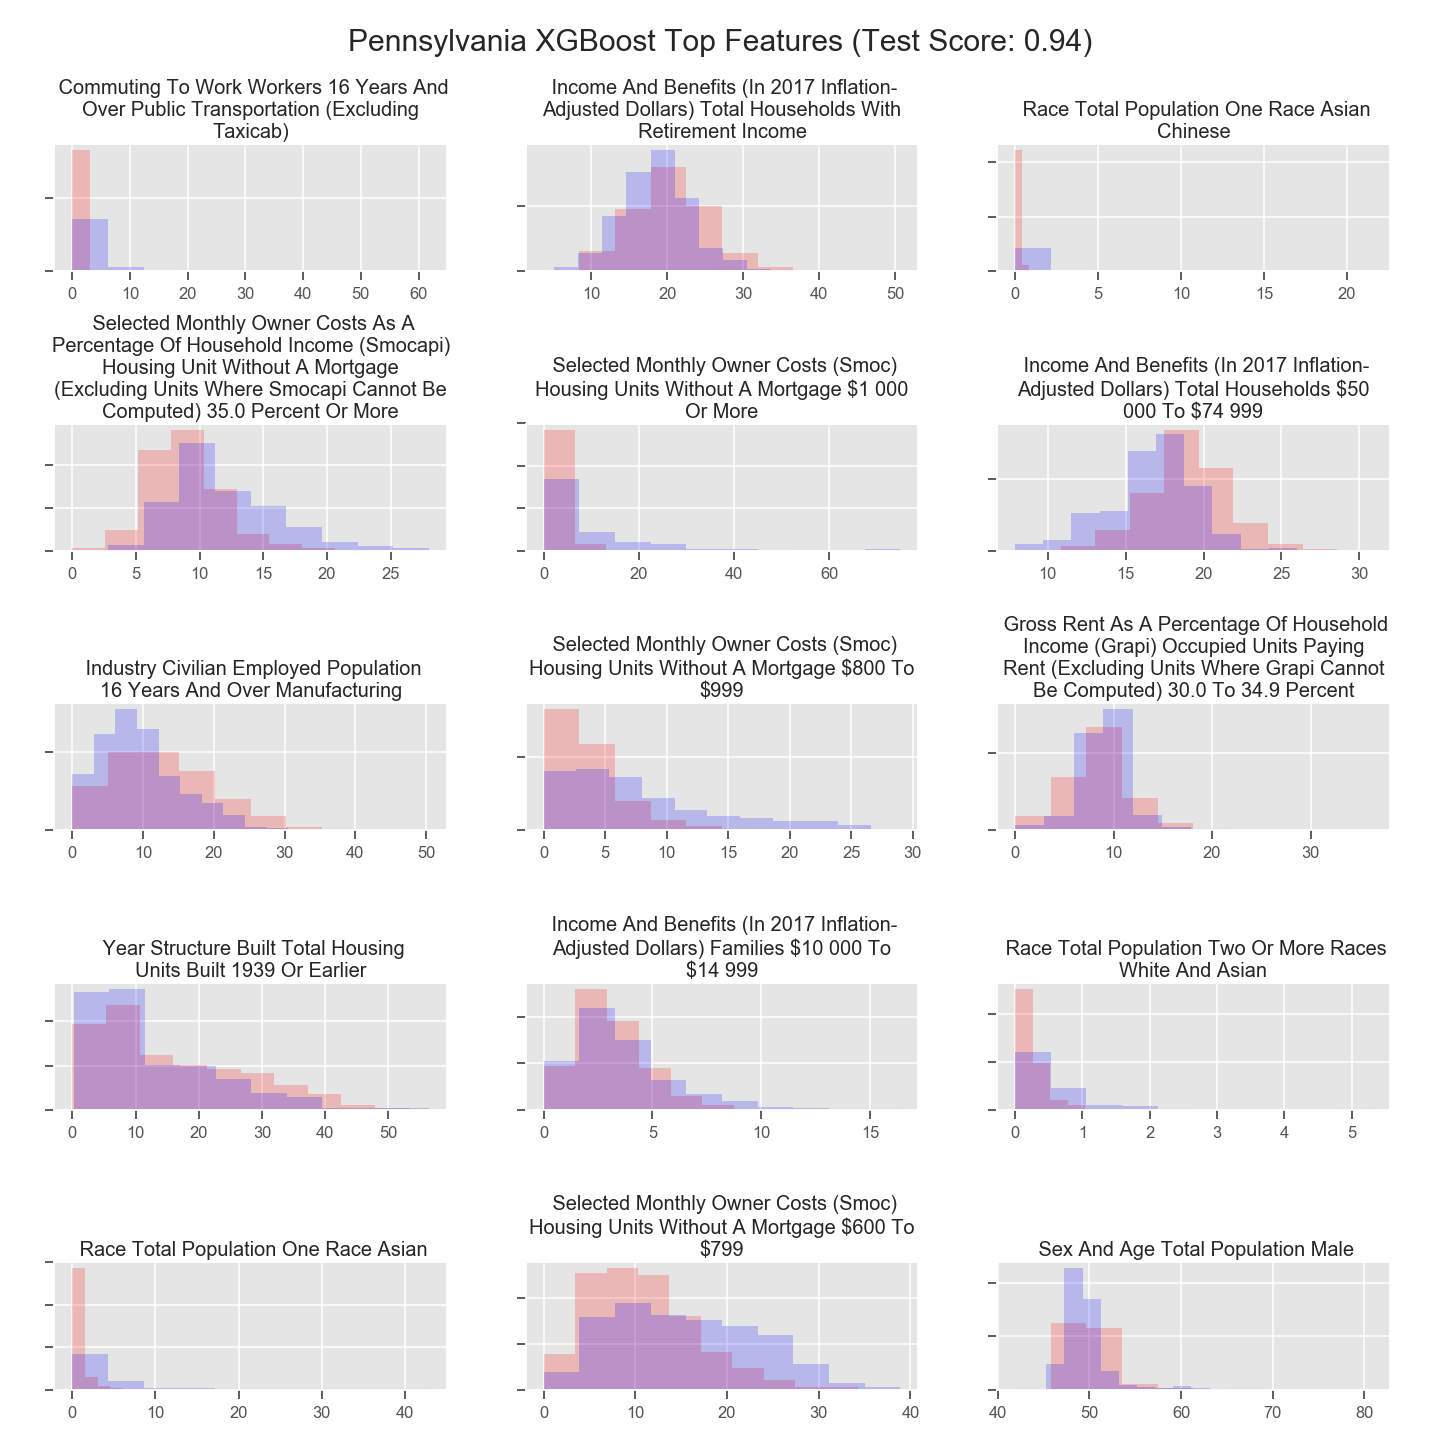 Pennsylvania XGBoost Top Features (Test Score: 0.94)
Commuting To Work Workers 16 Years And
Over Public Transportation (Excluding
Taxicab)
0 10 20 30 40 50 60
Income And Benefits (In 2017 Inflation-
Adjusted Dollars) Total Households With
Retirement Income
10 20 30 40 50
Race Total Population One Race Asian
Chinese
0 5 10 15 20
Selected Monthly Owner Costs As A
Percentage Of Household Income (Smocapi)
Housing Unit Without A Mortgage
(Excluding Units Where Smocapi Cannot Be
Computed) 35.0 Percent Or More
0 5 10 15 20 25
Selected Monthly Owner Costs (Smoc)
Housing Units Without A Mortgage $1 000
Or More
0 20 40 60
Income And Benefits (In 2017 Inflation-
Adjusted Dollars) Total Households $50
000 To $74 999
10 15 20 25 30
Industry Civilian Employed Population
16 Years And Over Manufacturing
0 10 20 30 40 50
Selected Monthly Owner Costs (Smoc)
Housing Units Without A Mortgage $800 To
$999
0 5 10 15 20 25 30
Gross Rent As A Percentage Of Household
Income (Grapi) Occupied Units Paying
Rent (Excluding Units Where Grapi Cannot
Be Computed) 30.0 To 34.9 Percent
0 10 20 30
Year Structure Built Total Housing
Units Built 1939 Or Earlier
0 10 20 30 40 50
Income And Benefits (In 2017 Inflation-
Adjusted Dollars) Families $10 000 To
$14 999
0 5 10 15
Race Total Population Two Or More Races
White And Asian
0 1 2 3 4 5
Race Total Population One Race Asian
0 10 20 30 40
Selected Monthly Owner Costs (Smoc)
Housing Units Without A Mortgage $600 To
$799
0 10 20 30 40
Sex And Age Total Population Male
40 50 60 70 80